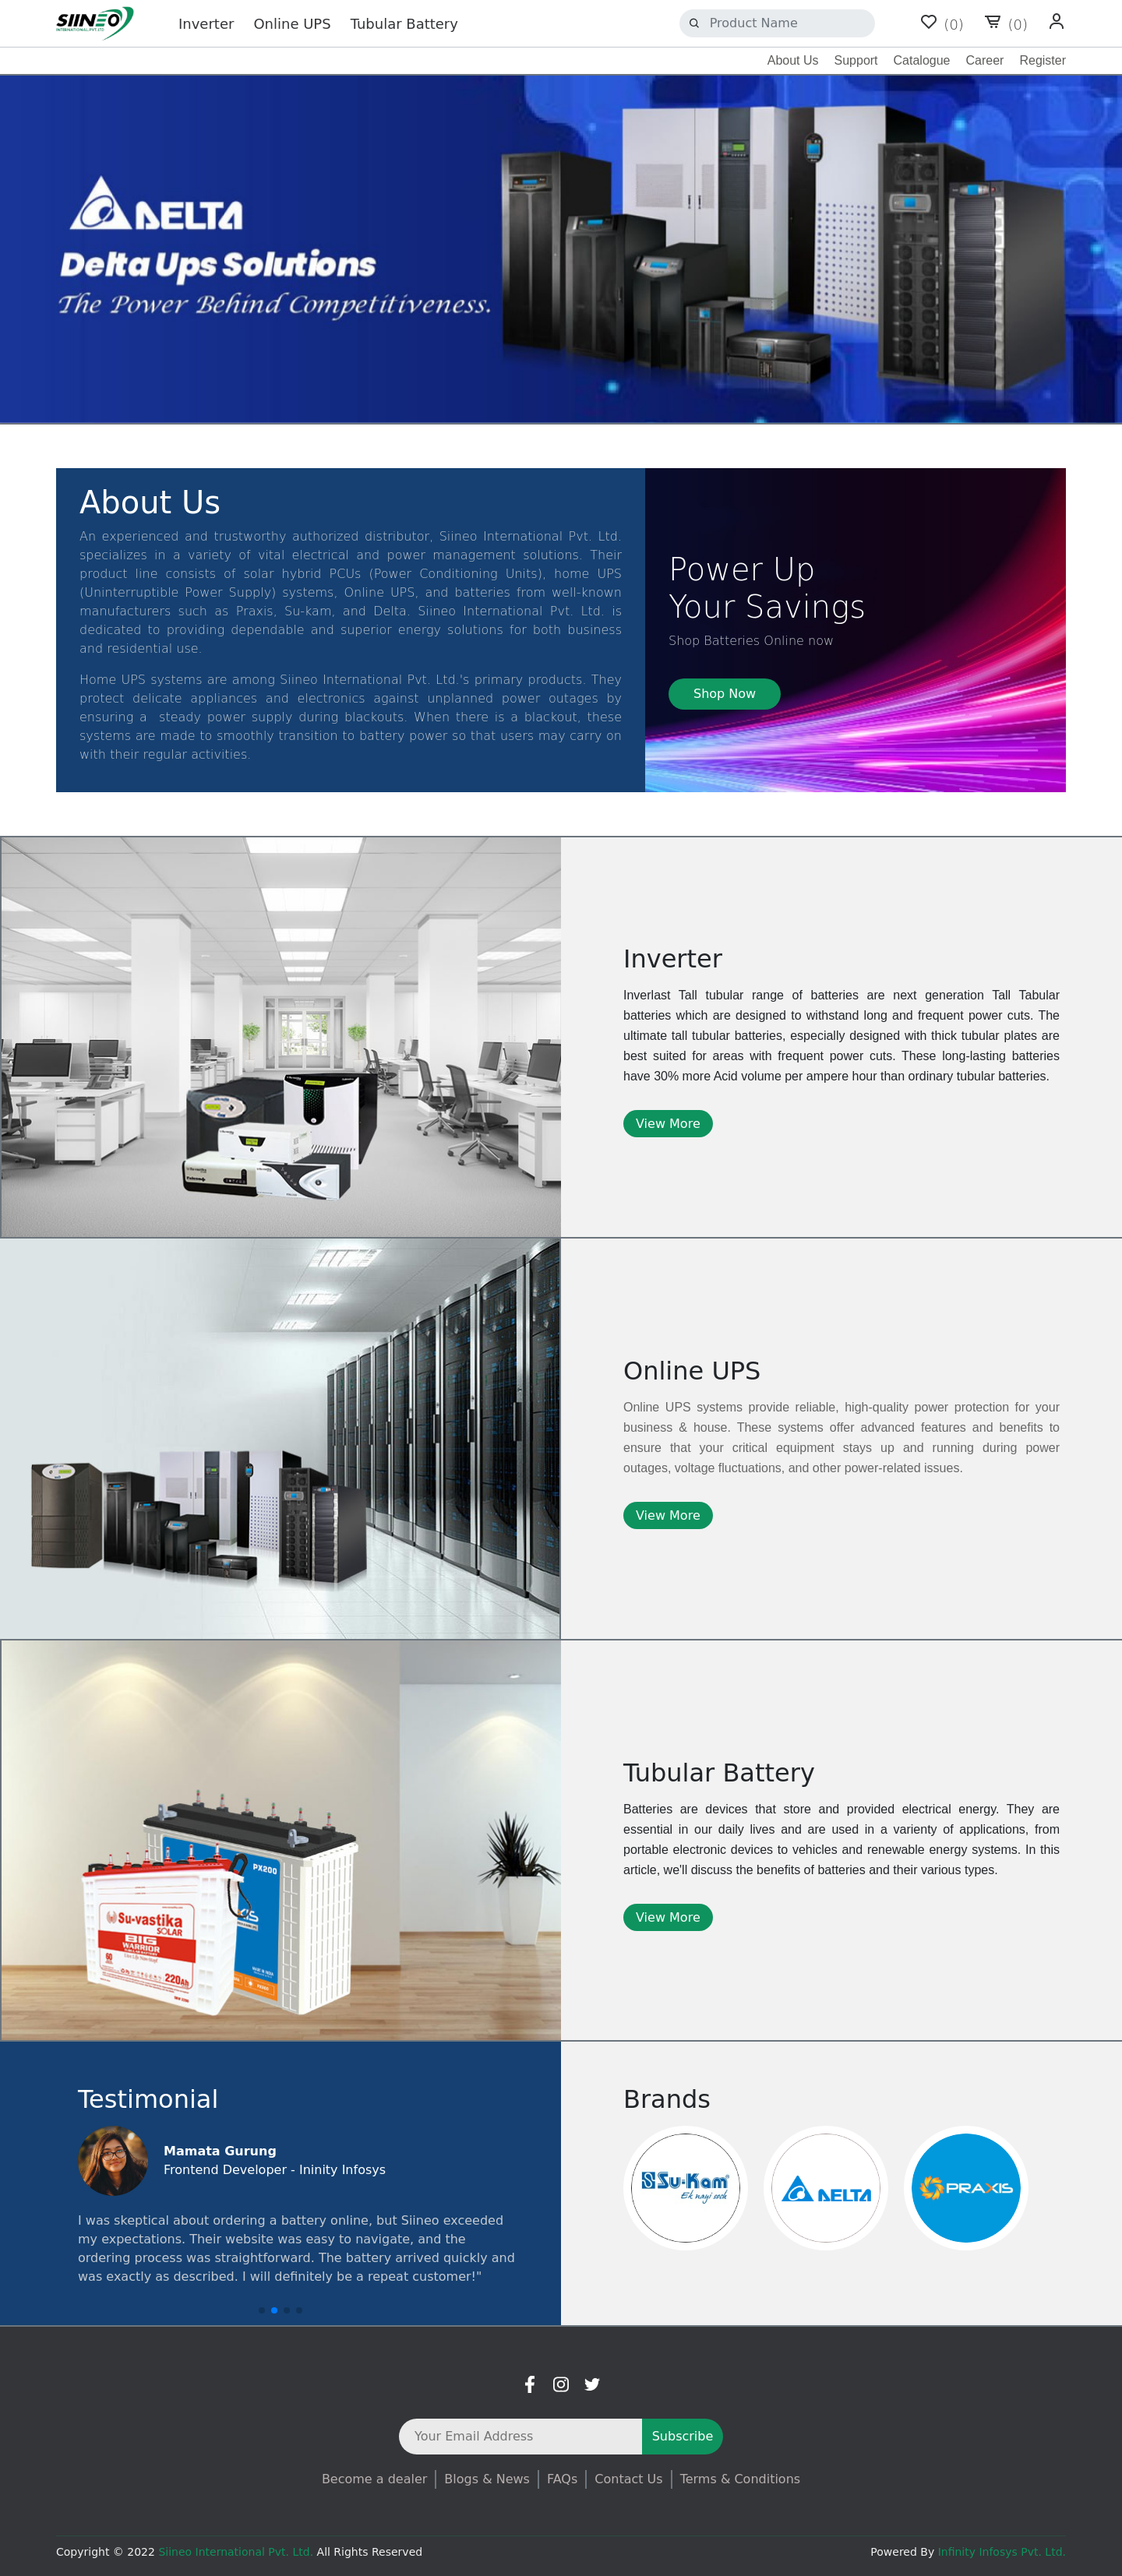 SIINEO
INTERNATIONAL PVT.LTD
Inverter Online UPS Tubular Battery
Product Name
(0) (0)
About Us Support Catalogue Career Register
DELTA
Delta Ups Solutions
The Power Behind Competitiveness.
About Us
An experienced and trustworthy authorized distributor, Siineo International Pvt. Ltd.
specializes in a variety of vital electrical and power management solutions. Their
product line consists of solar hybrid PCUs (Power Conditioning Units), home UPS
(Uninterruptible Power Supply) systems, Online UPS, and batteries from well-known
manufacturers such as Praxis, Su-kam, and Delta. Siineo International Pvt. Ltd. is
dedicated to providing dependable and superior energy solutions for both business
and residential use.
Home UPS systems are among Siineo International Pvt. Ltd.'s primary products. They
protect delicate appliances and electronics against unplanned power outages by
ensuring a steady power supply during blackouts. When there is a blackout, these
systems are made to smoothly transition to battery power so that users may carry on
with their regular activities.
Power Up
Your Savings
Shop Batteries Online now
Shop Now
Inverter
Inverlast Tall tubular range of batteries are next generation Tall Tabular
batteries which are designed to withstand long and frequent power cuts. The
ultimate tall tubular batteries, especially designed with thick tubular plates are
best suited for areas with frequent power cuts. These long-lasting batteries
have 30% more Acid volume per ampere hour than ordinary tubular batteries.
View More
Online UPS
Online UPS systems provide reliable, high-quality power protection for your
business & house. These systems offer advanced features and benefits to
ensure that your critical equipment stays up and running during power
outages, voltage fluctuations, and other power-related issues.
View More
PX200
Su-vastika
SOLAR
BIG
WARRIOR
60
220Ah
Tubular Battery
Batteries are devices that store and provided electrical energy. They are
essential in our daily lives and are used in a varienty of applications, from
portable electronic devices to vehicles and renewable energy systems. In this
article, we'll discuss the benefits of batteries and their various types.
View More
Testimonial
Mamata Gurung
Frontend Developer - Ininity Infosys
I was skeptical about ordering a battery online, but Siineo exceeded
my expectations. Their website was easy to navigate, and the
ordering process was straightforward. The battery arrived quickly and
was exactly as described. I will definitely be a repeat customer!"
Brands
Su-Kam
Ek nayi soch
DELTA
PRAXIS
Your Email Address Subscribe
Become a dealer Blogs & News FAQs Contact Us Terms & Conditions
Copyright © 2022 Siineo International Pvt. Ltd. All Rights Reserved
Powered By Infinity Infosys Pvt. Ltd.